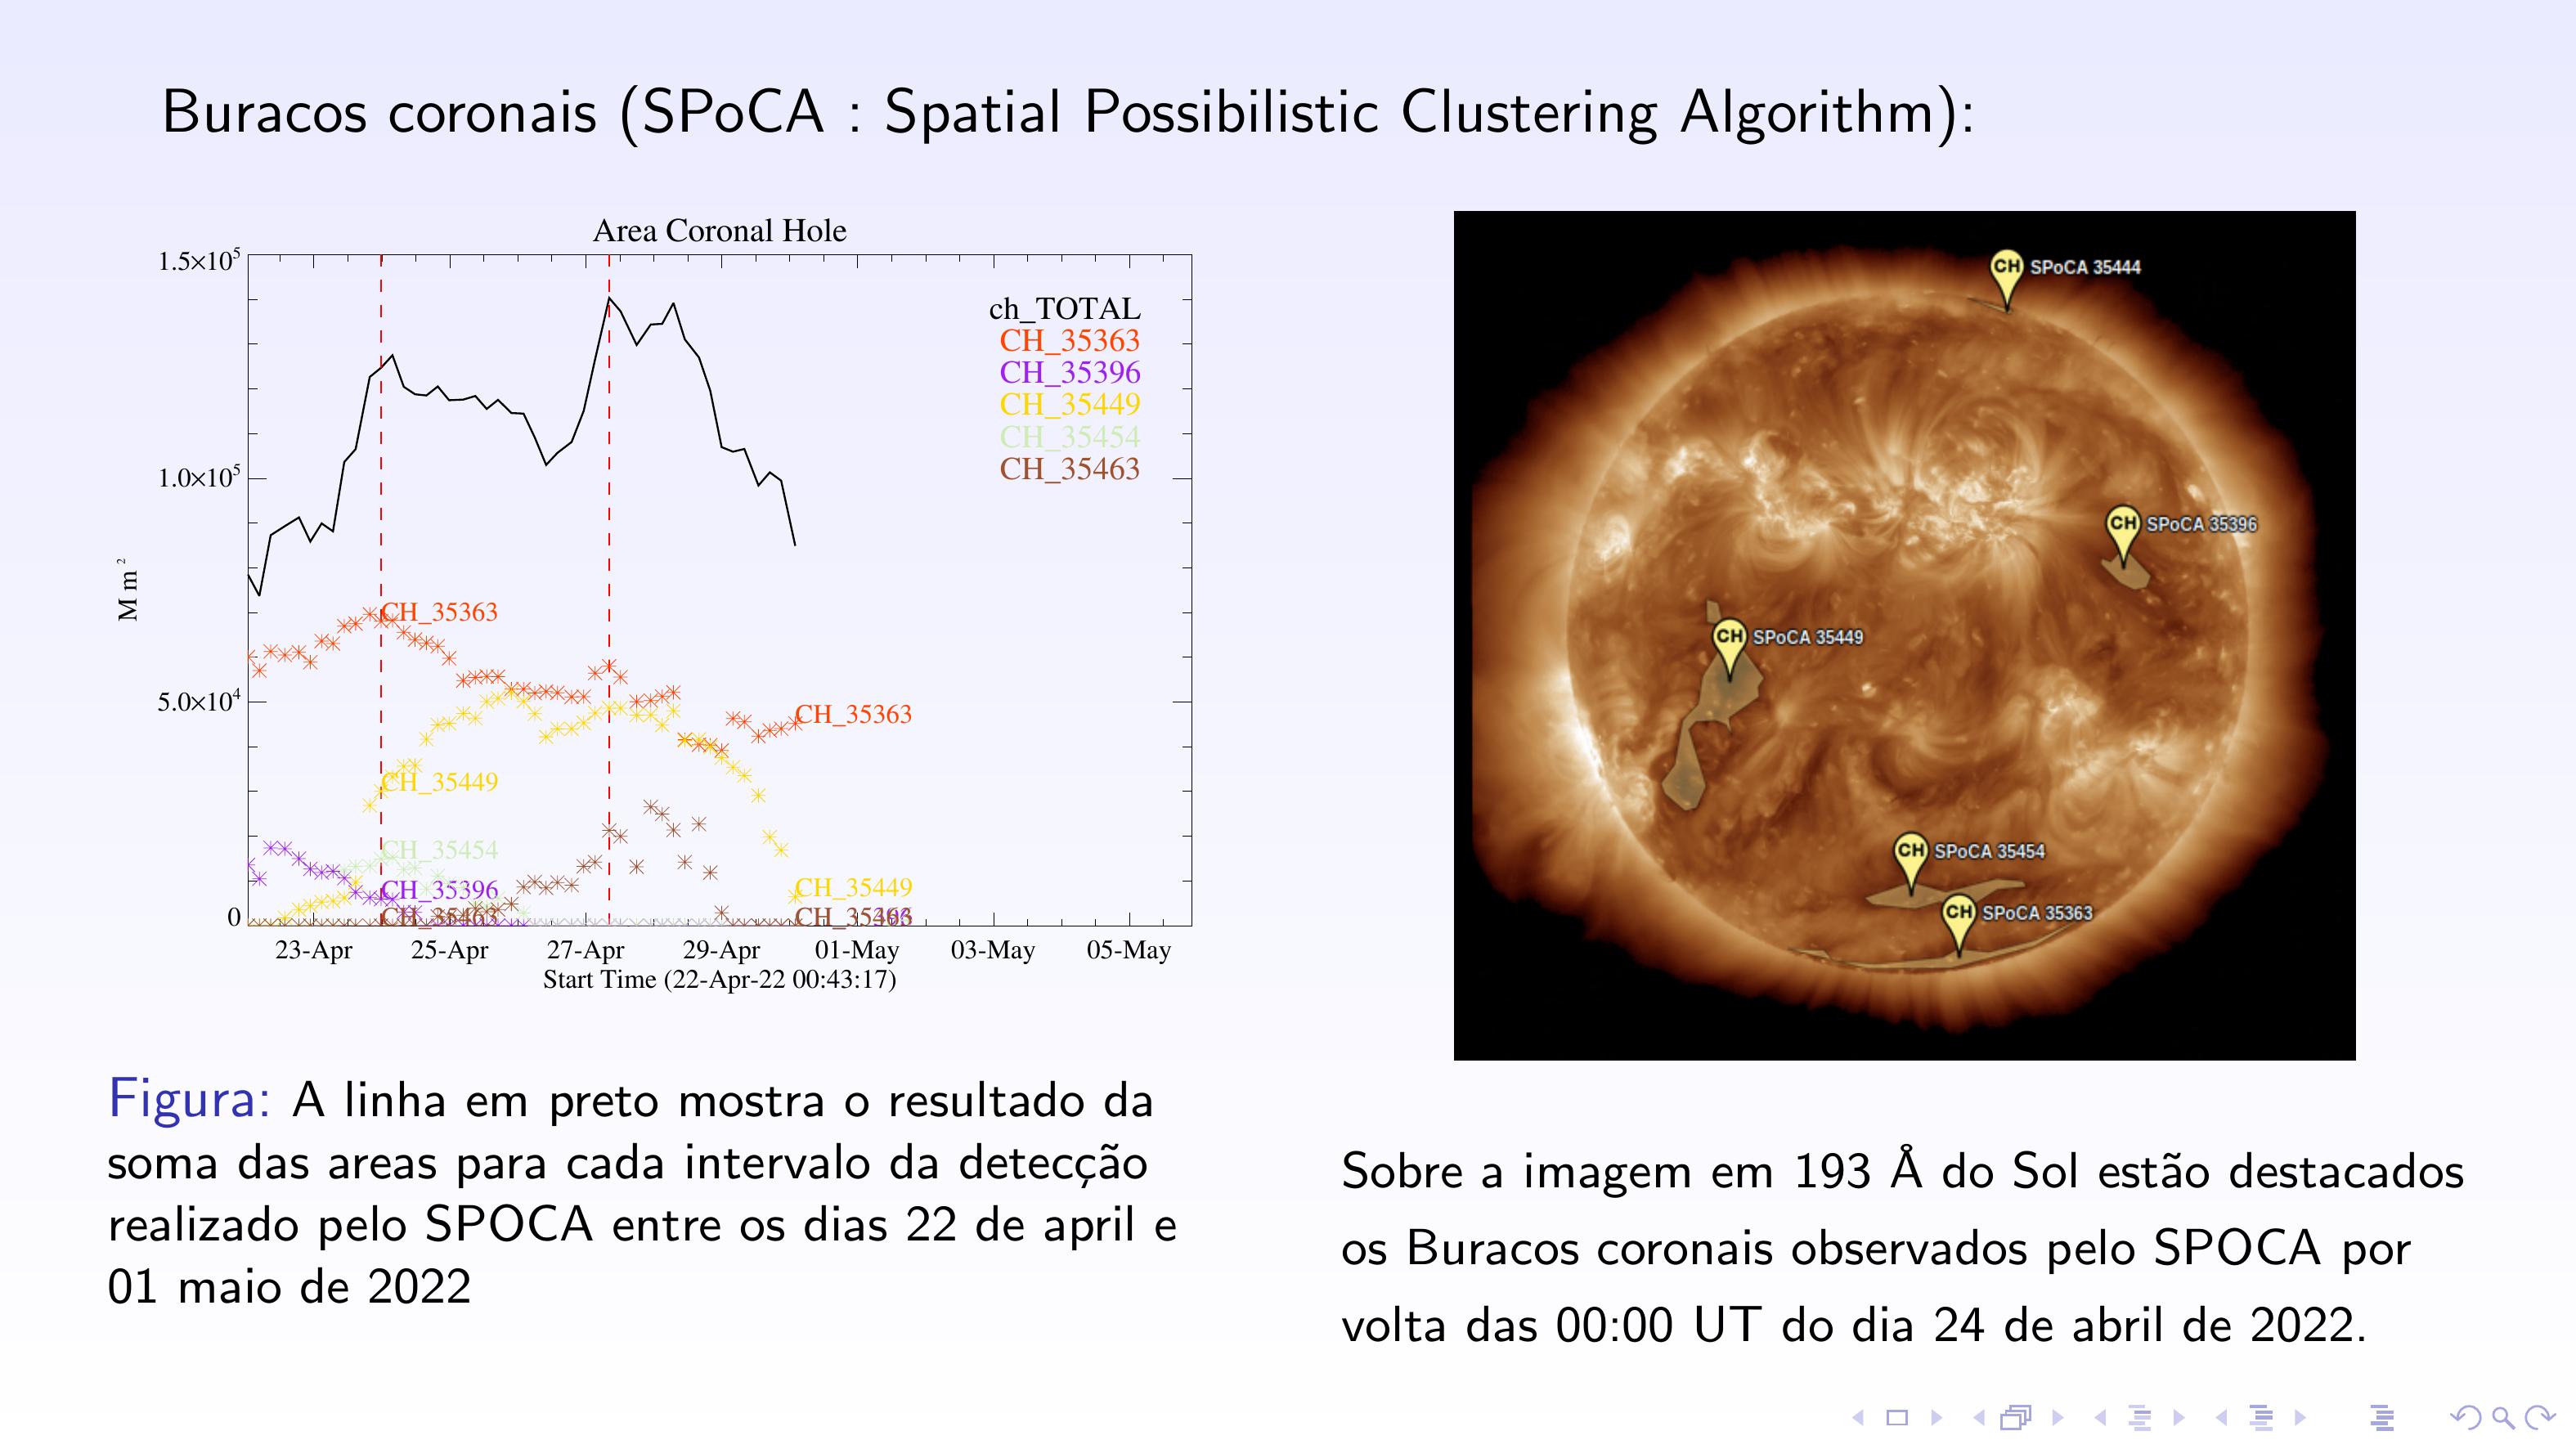 Buracos coronais (SPoCA : Spatial Possibilistic Clustering Algorithm):
Area Coronal Hole
1.5×10⁵
1.0×10⁵
5.0×10⁴
0
M m ²
ch_TOTAL
CH_35363
CH_35396
CH_35449
CH_35454
CH_35463
CH_35363
CH_35363
CH_35449
CH_35454
CH_35396
CH_35463
CH_35449
CH_35463
23-Apr 25-Apr 27-Apr 29-Apr 01-May 03-May 05-May
Start Time (22-Apr-22 00:43:17)
CH SPoCA 35444
CH SPoCA 35396
CH SPoCA 35449
CH SPoCA 35454
CH SPoCA 35363
Figura: A linha em preto mostra o resultado da
soma das areas para cada intervalo da detecção
realizado pelo SPOCA entre os dias 22 de april e
01 maio de 2022
Sobre a imagem em 193 Å do Sol estão destacados
os Buracos coronais observados pelo SPOCA por
volta das 00:00 UT do dia 24 de abril de 2022.